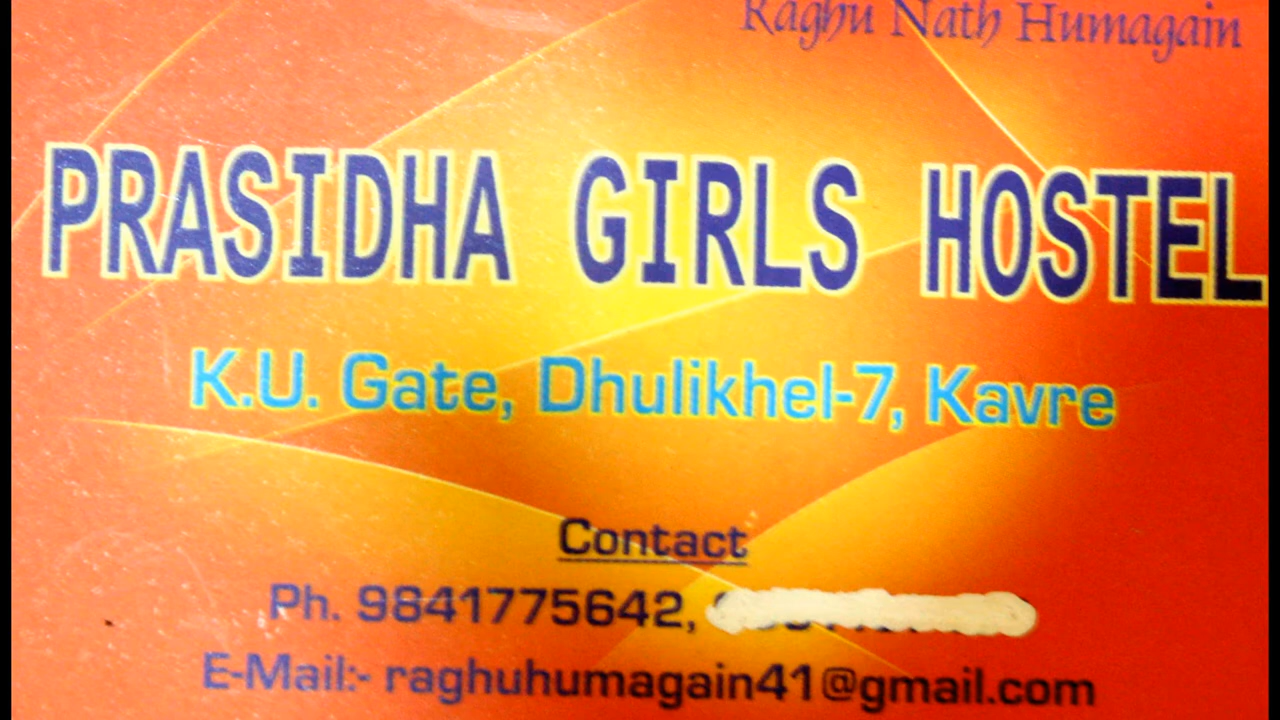 Raghu Nath Humagain
PRASIDHA GIRLS HOSTEL
K.U. Gate, Dhulikhel-7, Kavre
Contact
Ph. 9841775642,
E-Mail:- raghuhumagain41@gmail.com